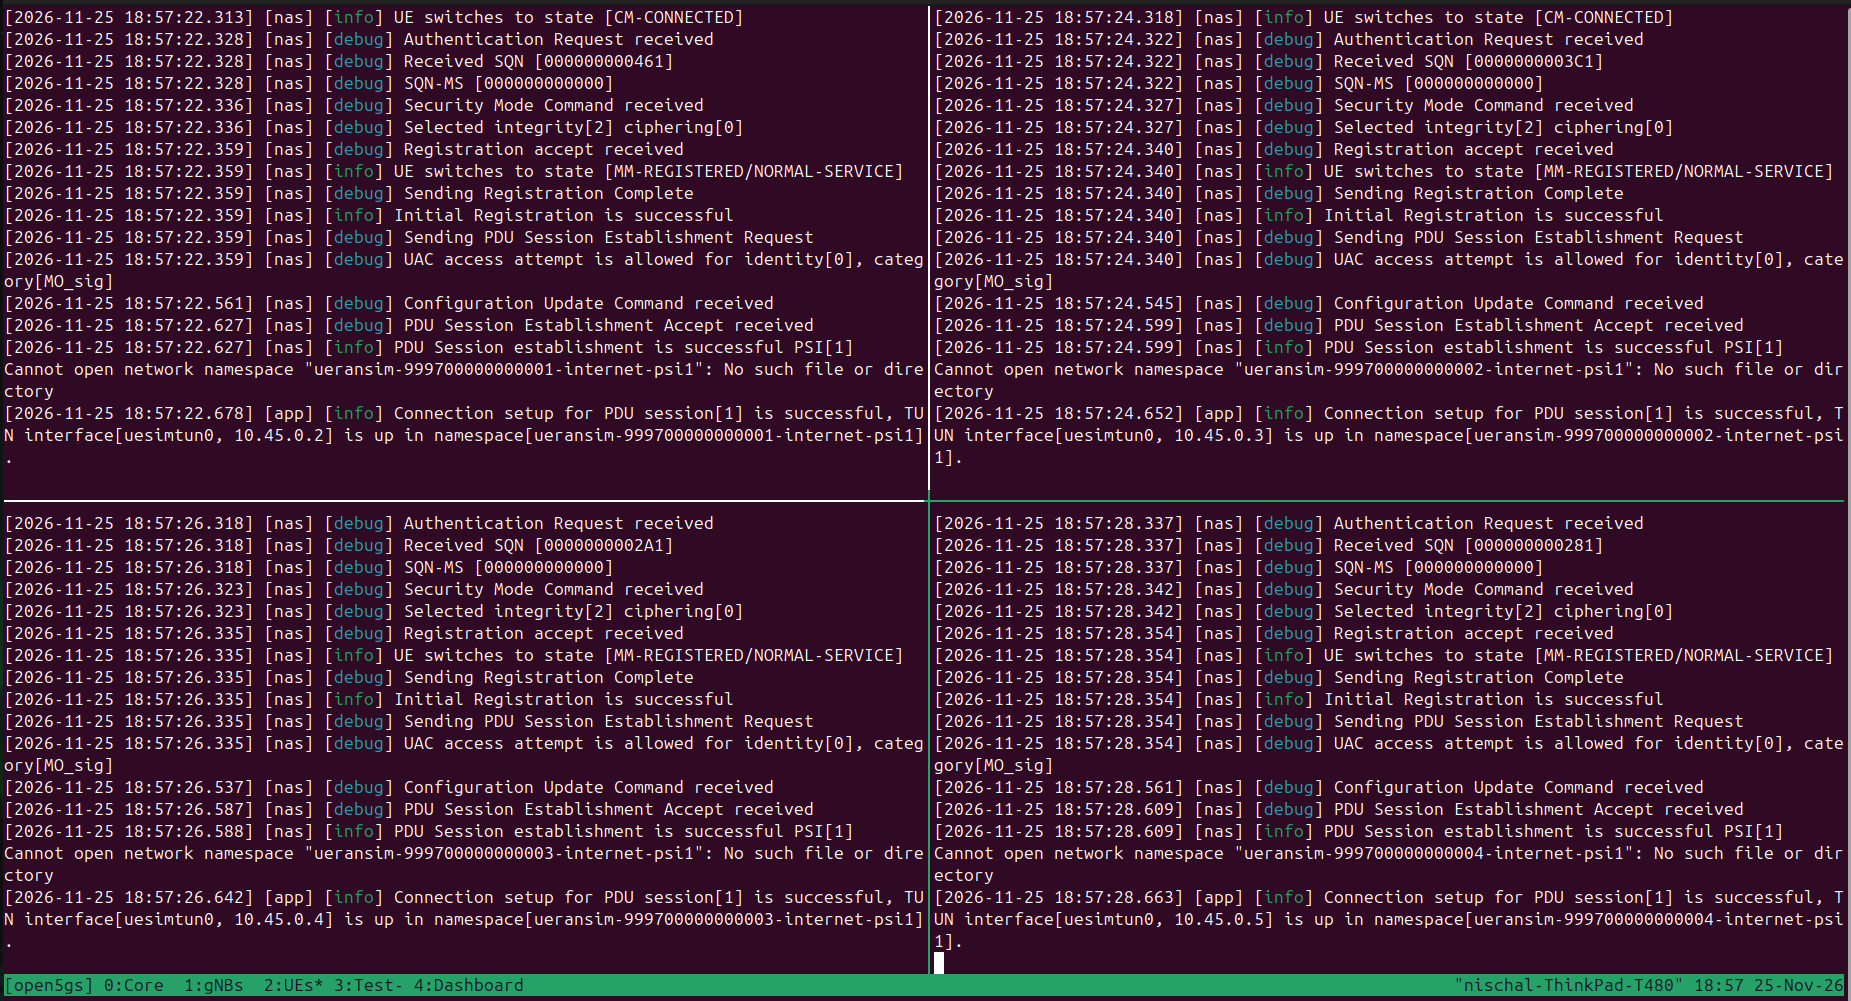 [2026-11-25 18:57:22.313] [nas] [info] UE switches to state [CM-CONNECTED]
[2026-11-25 18:57:22.328] [nas] [debug] Authentication Request received
[2026-11-25 18:57:22.328] [nas] [debug] Received SQN [000000000461]
[2026-11-25 18:57:22.328] [nas] [debug] SQN-MS [000000000000]
[2026-11-25 18:57:22.336] [nas] [debug] Security Mode Command received
[2026-11-25 18:57:22.336] [nas] [debug] Selected integrity[2] ciphering[0]
[2026-11-25 18:57:22.359] [nas] [debug] Registration accept received
[2026-11-25 18:57:22.359] [nas] [info] UE switches to state [MM-REGISTERED/NORMAL-SERVICE]
[2026-11-25 18:57:22.359] [nas] [debug] Sending Registration Complete
[2026-11-25 18:57:22.359] [nas] [info] Initial Registration is successful
[2026-11-25 18:57:22.359] [nas] [debug] Sending PDU Session Establishment Request
[2026-11-25 18:57:22.359] [nas] [debug] UAC access attempt is allowed for identity[0], categ
ory[MO_sig]
[2026-11-25 18:57:22.561] [nas] [debug] Configuration Update Command received
[2026-11-25 18:57:22.627] [nas] [debug] PDU Session Establishment Accept received
[2026-11-25 18:57:22.627] [nas] [info] PDU Session establishment is successful PSI[1]
Cannot open network namespace "ueransim-999700000000001-internet-psi1": No such file or dire
ctory
[2026-11-25 18:57:22.678] [app] [info] Connection setup for PDU session[1] is successful, TU
N interface[uesimtun0, 10.45.0.2] is up in namespace[ueransim-999700000000001-internet-psi1]
.
[2026-11-25 18:57:24.318] [nas] [info] UE switches to state [CM-CONNECTED]
[2026-11-25 18:57:24.322] [nas] [debug] Authentication Request received
[2026-11-25 18:57:24.322] [nas] [debug] Received SQN [0000000003C1]
[2026-11-25 18:57:24.322] [nas] [debug] SQN-MS [000000000000]
[2026-11-25 18:57:24.327] [nas] [debug] Security Mode Command received
[2026-11-25 18:57:24.327] [nas] [debug] Selected integrity[2] ciphering[0]
[2026-11-25 18:57:24.340] [nas] [debug] Registration accept received
[2026-11-25 18:57:24.340] [nas] [info] UE switches to state [MM-REGISTERED/NORMAL-SERVICE]
[2026-11-25 18:57:24.340] [nas] [debug] Sending Registration Complete
[2026-11-25 18:57:24.340] [nas] [info] Initial Registration is successful
[2026-11-25 18:57:24.340] [nas] [debug] Sending PDU Session Establishment Request
[2026-11-25 18:57:24.340] [nas] [debug] UAC access attempt is allowed for identity[0], cate
gory[MO_sig]
[2026-11-25 18:57:24.545] [nas] [debug] Configuration Update Command received
[2026-11-25 18:57:24.599] [nas] [debug] PDU Session Establishment Accept received
[2026-11-25 18:57:24.599] [nas] [info] PDU Session establishment is successful PSI[1]
Cannot open network namespace "ueransim-999700000000002-internet-psi1": No such file or dir
ectory
[2026-11-25 18:57:24.652] [app] [info] Connection setup for PDU session[1] is successful, T
UN interface[uesimtun0, 10.45.0.3] is up in namespace[ueransim-999700000000002-internet-psi
1].
[2026-11-25 18:57:26.318] [nas] [debug] Authentication Request received
[2026-11-25 18:57:26.318] [nas] [debug] Received SQN [0000000002A1]
[2026-11-25 18:57:26.318] [nas] [debug] SQN-MS [000000000000]
[2026-11-25 18:57:26.323] [nas] [debug] Security Mode Command received
[2026-11-25 18:57:26.323] [nas] [debug] Selected integrity[2] ciphering[0]
[2026-11-25 18:57:26.335] [nas] [debug] Registration accept received
[2026-11-25 18:57:26.335] [nas] [info] UE switches to state [MM-REGISTERED/NORMAL-SERVICE]
[2026-11-25 18:57:26.335] [nas] [debug] Sending Registration Complete
[2026-11-25 18:57:26.335] [nas] [info] Initial Registration is successful
[2026-11-25 18:57:26.335] [nas] [debug] Sending PDU Session Establishment Request
[2026-11-25 18:57:26.335] [nas] [debug] UAC access attempt is allowed for identity[0], categ
ory[MO_sig]
[2026-11-25 18:57:26.537] [nas] [debug] Configuration Update Command received
[2026-11-25 18:57:26.587] [nas] [debug] PDU Session Establishment Accept received
[2026-11-25 18:57:26.588] [nas] [info] PDU Session establishment is successful PSI[1]
Cannot open network namespace "ueransim-999700000000003-internet-psi1": No such file or dire
ctory
[2026-11-25 18:57:26.642] [app] [info] Connection setup for PDU session[1] is successful, TU
N interface[uesimtun0, 10.45.0.4] is up in namespace[ueransim-999700000000003-internet-psi1]
.
[2026-11-25 18:57:28.337] [nas] [debug] Authentication Request received
[2026-11-25 18:57:28.337] [nas] [debug] Received SQN [000000000281]
[2026-11-25 18:57:28.337] [nas] [debug] SQN-MS [000000000000]
[2026-11-25 18:57:28.342] [nas] [debug] Security Mode Command received
[2026-11-25 18:57:28.342] [nas] [debug] Selected integrity[2] ciphering[0]
[2026-11-25 18:57:28.354] [nas] [debug] Registration accept received
[2026-11-25 18:57:28.354] [nas] [info] UE switches to state [MM-REGISTERED/NORMAL-SERVICE]
[2026-11-25 18:57:28.354] [nas] [debug] Sending Registration Complete
[2026-11-25 18:57:28.354] [nas] [info] Initial Registration is successful
[2026-11-25 18:57:28.354] [nas] [debug] Sending PDU Session Establishment Request
[2026-11-25 18:57:28.354] [nas] [debug] UAC access attempt is allowed for identity[0], cate
gory[MO_sig]
[2026-11-25 18:57:28.561] [nas] [debug] Configuration Update Command received
[2026-11-25 18:57:28.609] [nas] [debug] PDU Session Establishment Accept received
[2026-11-25 18:57:28.609] [nas] [info] PDU Session establishment is successful PSI[1]
Cannot open network namespace "ueransim-999700000000004-internet-psi1": No such file or dir
ectory
[2026-11-25 18:57:28.663] [app] [info] Connection setup for PDU session[1] is successful, T
UN interface[uesimtun0, 10.45.0.5] is up in namespace[ueransim-999700000000004-internet-psi
1].
[open5gs] 0:Core  1:gNBs  2:UEs* 3:Test- 4:Dashboard "nischal-ThinkPad-T480" 18:57 25-Nov-26